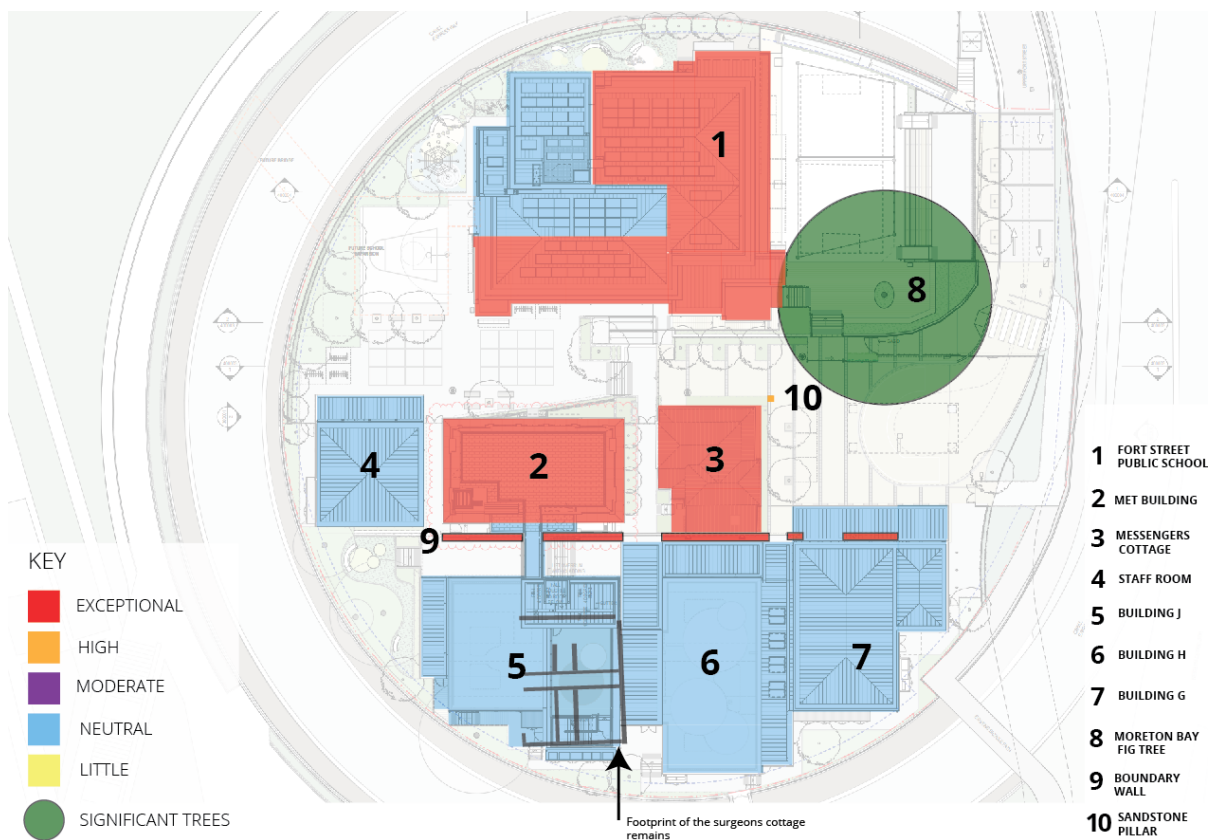 1
8
10
2
3
4
9
5
6
7
KEY
EXCEPTIONAL
HIGH
MODERATE
NEUTRAL
LITTLE
SIGNIFICANT TREES
Footprint of the surgeons cottage
remains
1 FORT STREET
PUBLIC SCHOOL
2 MET BUILDING
3 MESSENGERS
COTTAGE
4 STAFF ROOM
5 BUILDING J
6 BUILDING H
7 BUILDING G
8 MORETON BAY
FIG TREE
9 BOUNDARY
WALL
10 SANDSTONE
PILLAR